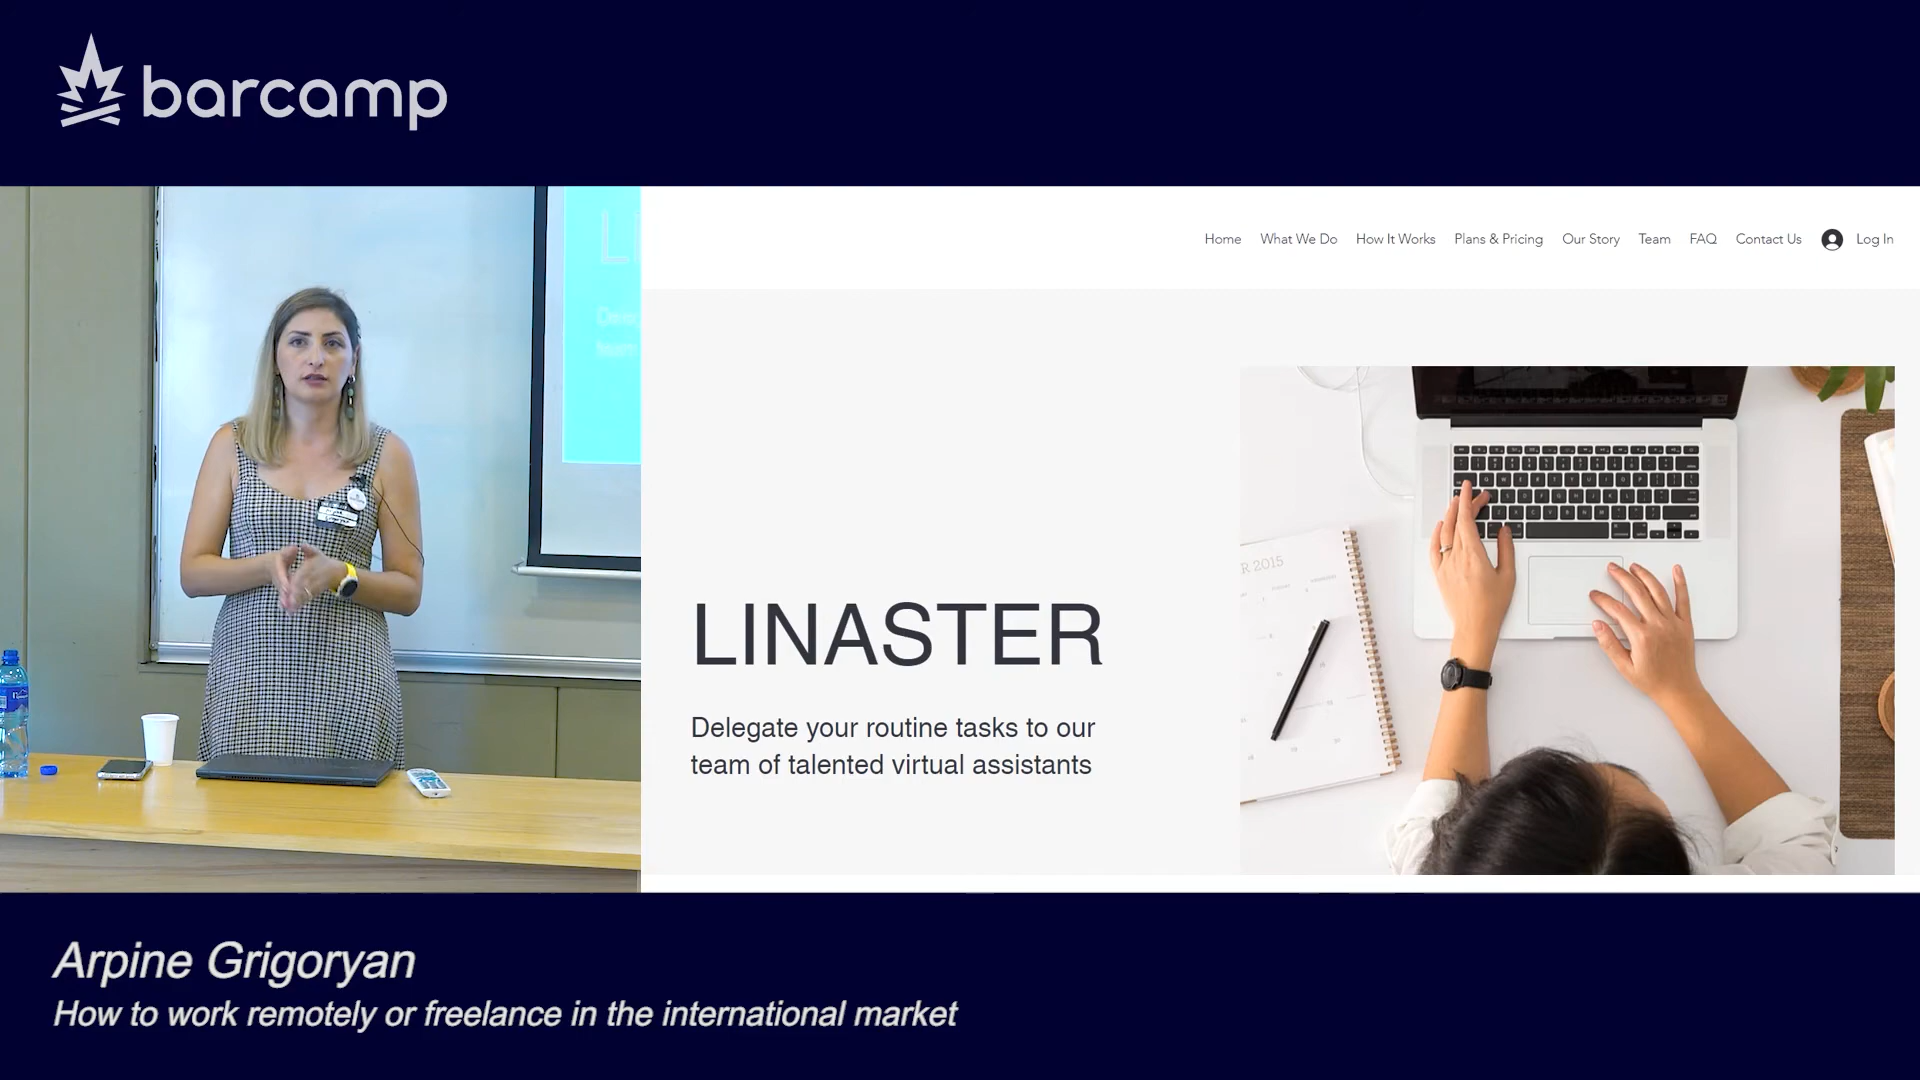 barcamp
Home What We Do How It Works Plans & Pricing Our Story Team FAQ Contact Us Log In
R 2015
LINASTER
Delegate your routine tasks to our
team of talented virtual assistants
Arpine Grigoryan
How to work remotely or freelance in the international market